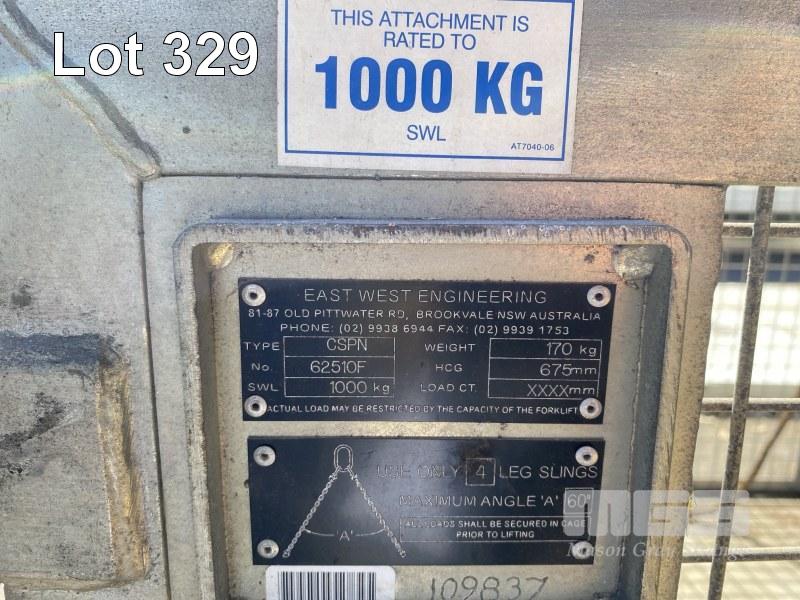 Lot 329
THIS ATTACHMENT IS
RATED TO
1000 KG
SWL
AT7040-06
EAST WEST ENGINEERING
81-87 OLD PITTWATER RD, BROOKVALE NSW AUSTRALIA
PHONE: (02) 9938 6944 FAX: (02) 9939 1753
TYPE CSPN WEIGHT 170 kg
No. 62510F HCG 675mm
SWL 1000 kg LOAD CT. XXXXmm
ACTUAL LOAD MAY BE RESTRICTED BY THE CAPACITY OF THE FORKLIFT
USE ONLY 4 LEG SLINGS
MAXIMUM ANGLE 'A' 60°
'A'
ALL LOADS SHALL BE SECURED IN CAGE
PRIOR TO LIFTING
MGS
Mason Gray Strange
109837